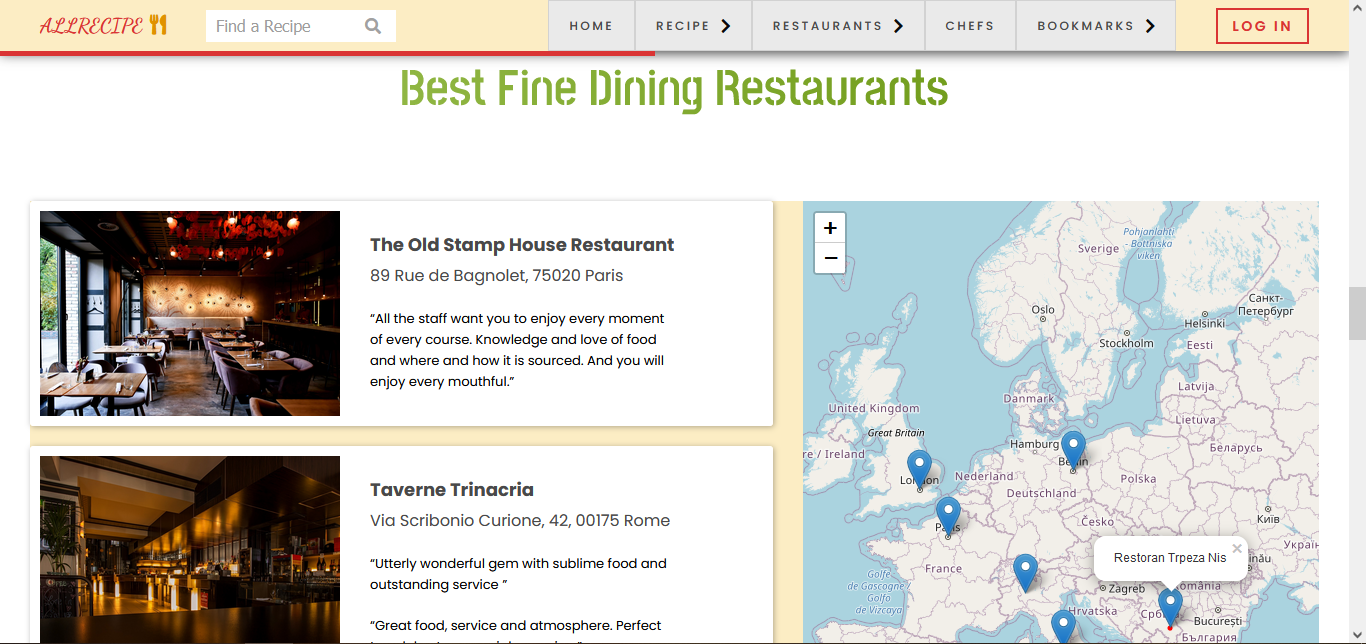 ALLRECIPE
Find a Recipe
HOME
RECIPE
RESTAURANTS
CHEFS
BOOKMARKS
LOG IN
Best Fine Dining Restaurants
The Old Stamp House Restaurant
89 Rue de Bagnolet, 75020 Paris
“All the staff want you to enjoy every moment
of every course. Knowledge and love of food
and where and how it is sourced. And you will
enjoy every mouthful.”
Taverne Trinacria
Via Scribonio Curione, 42, 00175 Rome
“Utterly wonderful gem with sublime food and
outstanding service ”
“Great food, service and atmosphere. Perfect
+
−
Pohjanlahti
- Bottniska
viken
Sverige
Санкт-
Петербург
Oslo
Helsinki
Stockholm
Eesti
Latvija
Danmark
United Kingdom
Lietuva
Great Britain
Hamburg
Беларусь
re / Ireland
Berlin
London
Nederland
Polska
Deutschland
Київ
Paris
Česko
Україн
Restoran Trpeza Nis
×
inău
France
Golfe
de Gascogne /
Golfo
de Vizcaya
Zagreb
omânia
Hrvatska
Срб
București
България